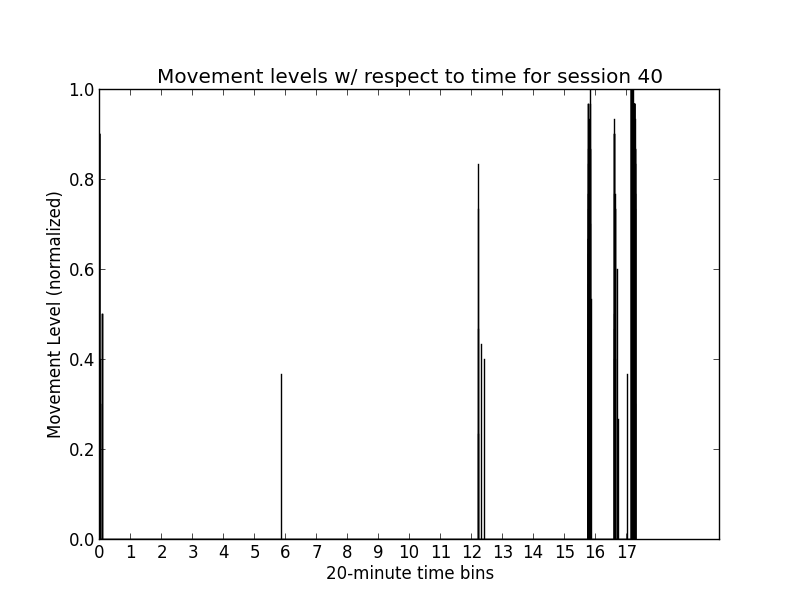 Movement levels w/ respect to time for session 40
1.0
0.8
0.6
0.4
0.2
0.0
Movement Level (normalized)
0 1 2 3 4 5 6 7 8 9 10 11 12 13 14 15 16 17
20-minute time bins